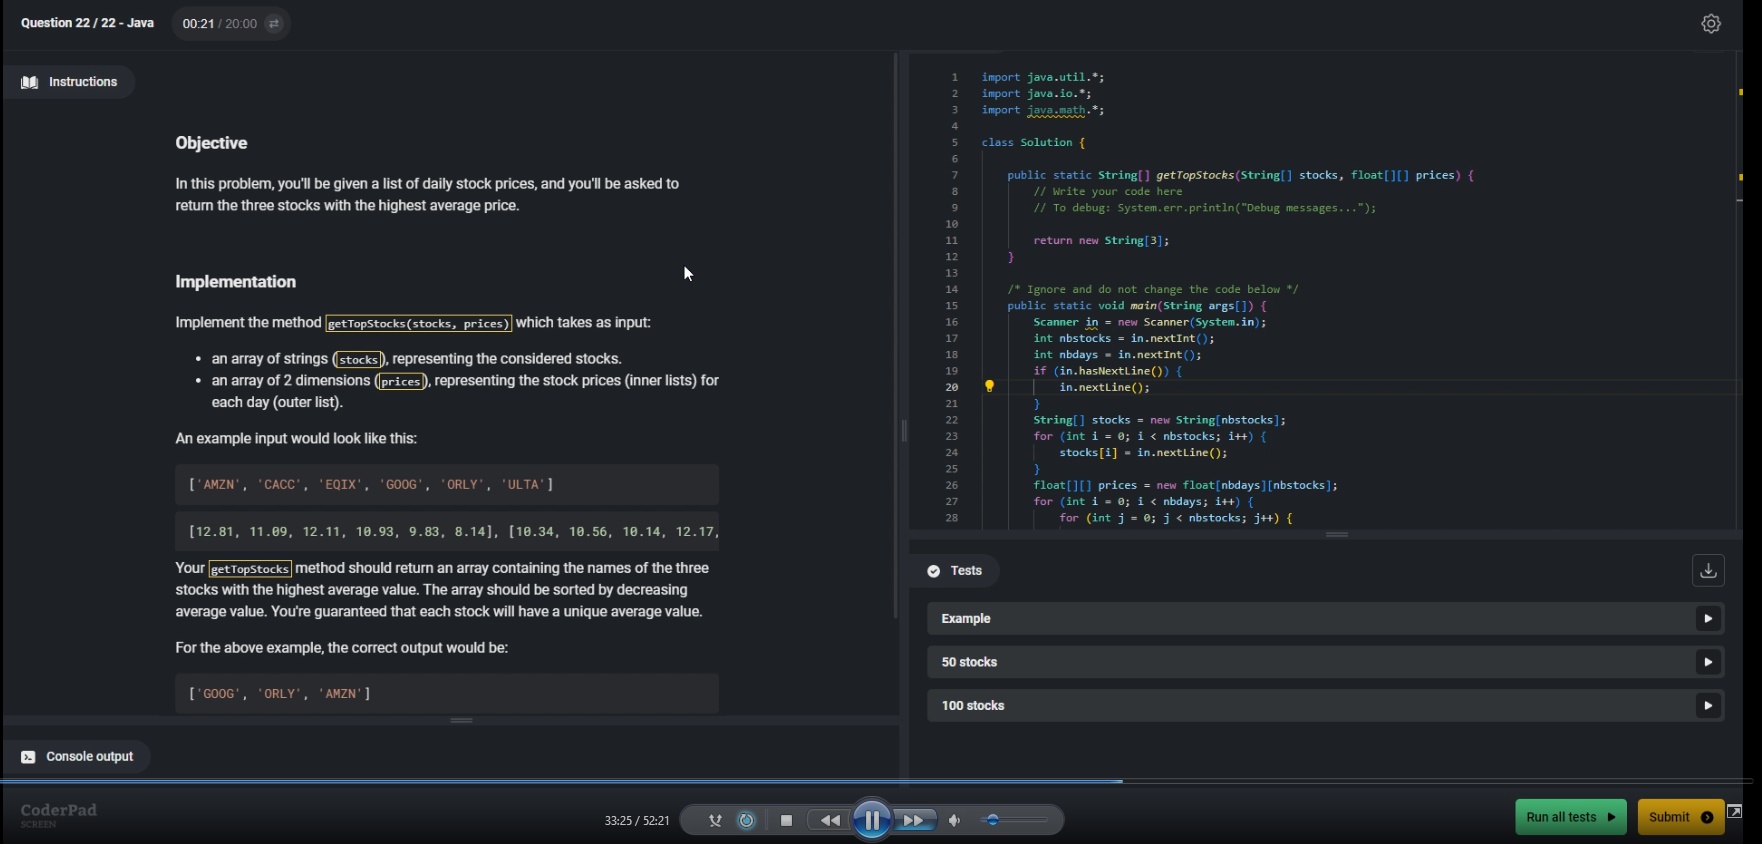 Question 22 / 22 - Java
00:21 / 20:00
Instructions
Objective
In this problem, you'll be given a list of daily stock prices, and you'll be asked to
return the three stocks with the highest average price.
Implementation
Implement the method getTopStocks(stocks, prices) which takes as input:
• an array of strings (stocks), representing the considered stocks.
• an array of 2 dimensions (prices), representing the stock prices (inner lists) for
each day (outer list).
An example input would look like this:
['AMZN', 'CACC', 'EQIX', 'GOOG', 'ORLY', 'ULTA']
[12.81, 11.09, 12.11, 10.93, 9.83, 8.14], [10.34, 10.56, 10.14, 12.17,
Your getTopStocks method should return an array containing the names of the three
stocks with the highest average value. The array should be sorted by decreasing
average value. You're guaranteed that each stock will have a unique average value.
For the above example, the correct output would be:
['GOOG', 'ORLY', 'AMZN']
Console output
1 import java.util.*;
2 import java.io.*;
3 import java.math.*;
4
5 class Solution {
6
7 public static String[] getTopStocks(String[] stocks, float[][] prices) {
8 // Write your code here
9 // To debug: System.err.println("Debug messages...");
10
11 return new String[3];
12 }
13
14 /* Ignore and do not change the code below */
15 public static void main(String args[]) {
16 Scanner in = new Scanner(System.in);
17 int nbstocks = in.nextInt();
18 int nbdays = in.nextInt();
19 if (in.hasNextLine()) {
20 in.nextLine();
21 }
22 String[] stocks = new String[nbstocks];
23 for (int i = 0; i < nbstocks; i++) {
24 stocks[i] = in.nextLine();
25 }
26 float[][] prices = new float[nbdays][nbstocks];
27 for (int i = 0; i < nbdays; i++) {
28 for (int j = 0; j < nbstocks; j++) {
Tests
Example
50 stocks
100 stocks
CoderPad
SCREEN
33:25 / 52:21
Run all tests
Submit